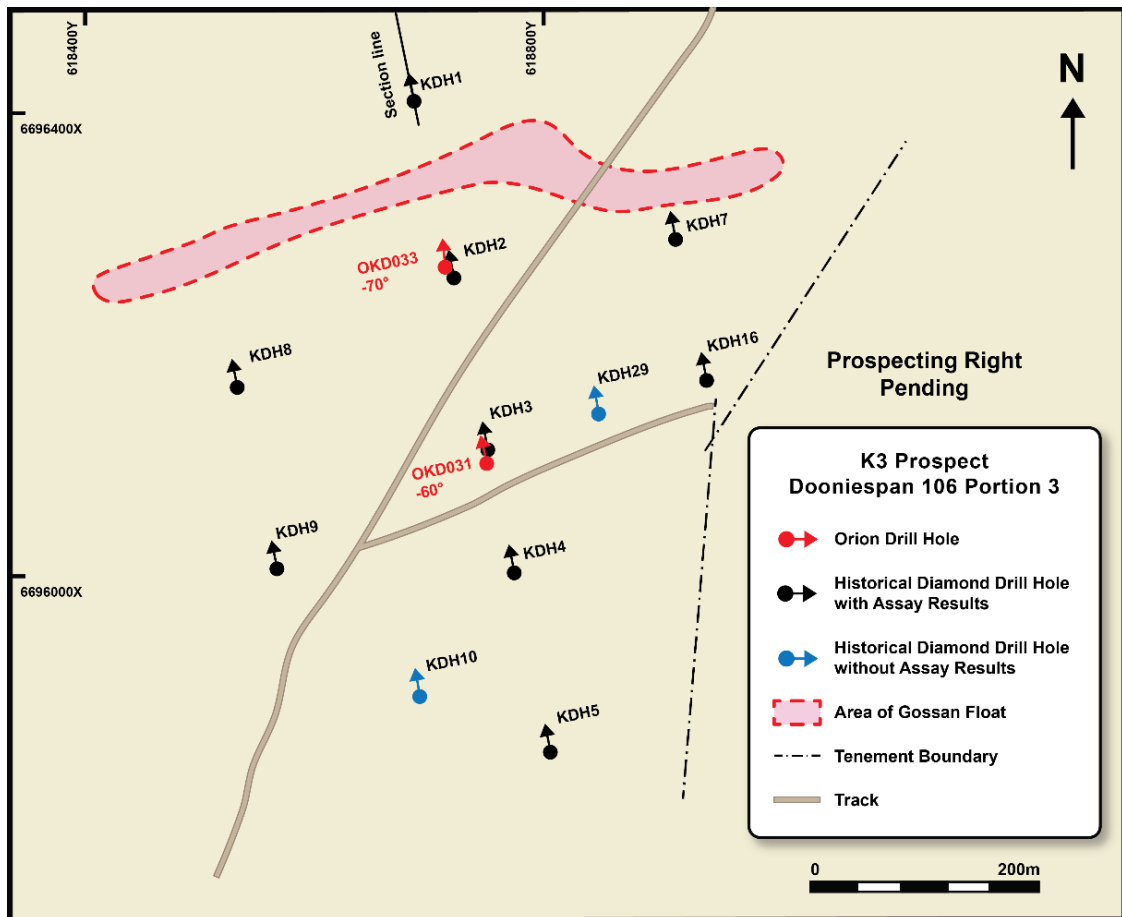 618400Y
618800Y
Section line
KDH1
N
6696400X
KDH7
KDH2
OKD033
-70°
KDH8
KDH16
Prospecting Right
Pending
KDH29
KDH3
OKD031
-60°
K3 Prospect
Dooniespan 106 Portion 3
KDH9
KDH4
Orion Drill Hole
6696000X
Historical Diamond Drill Hole
with Assay Results
KDH10
Historical Diamond Drill Hole
without Assay Results
KDH5
Area of Gossan Float
Tenement Boundary
Track
0 200m